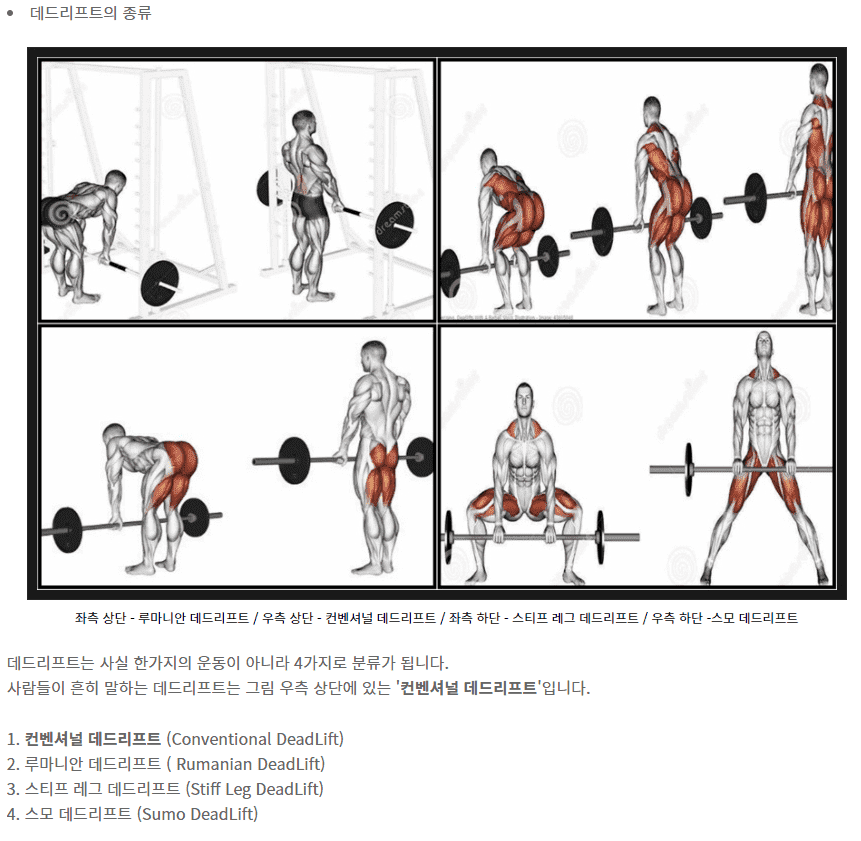 데드리프트의 종류
좌측 상단 - 루마니안 데드리프트 / 우측 상단 - 컨벤셔널 데드리프트 / 좌측 하단 - 스티프 레그 데드리프트 / 우측 하단 -스모 데드리프트
데드리프트는 사실 한가지의 운동이 아니라 4가지로 분류가 됩니다.
사람들이 흔히 말하는 데드리프트는 그림 우측 상단에 있는 '컨벤셔널 데드리프트'입니다.
1. 컨벤셔널 데드리프트 (Conventional DeadLift)
2. 루마니안 데드리프트 ( Rumanian DeadLift)
3. 스티프 레그 데드리프트 (Stiff Leg DeadLift)
4. 스모 데드리프트 (Sumo DeadLift)